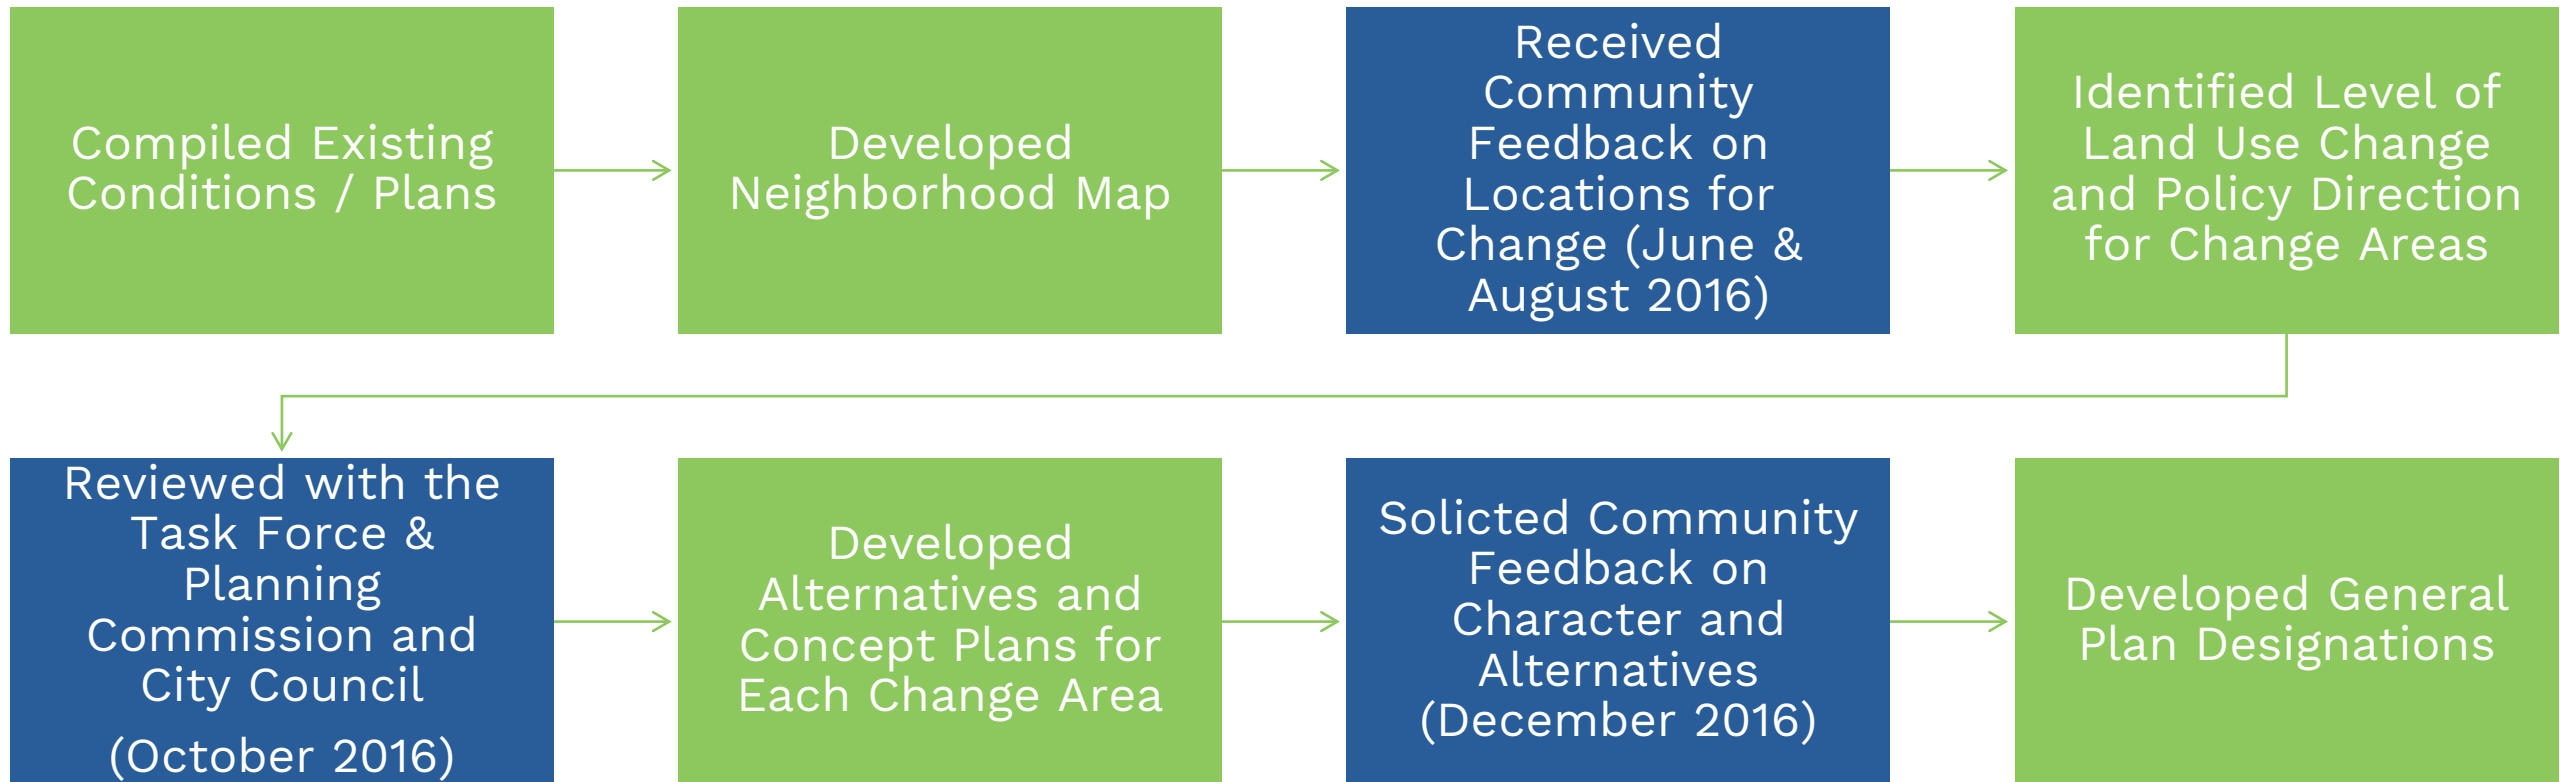 Compiled Existing
Conditions / Plans
Developed
Neighborhood Map
Received
Community
Feedback on
Locations for
Change (June &
August 2016)
Identified Level of
Land Use Change
and Policy Direction
for Change Areas
Reviewed with the
Task Force &
Planning
Commission and
City Council
(October 2016)
Developed
Alternatives and
Concept Plans for
Each Change Area
Solicted Community
Feedback on
Character and
Alternatives
(December 2016)
Developed General
Plan Designations